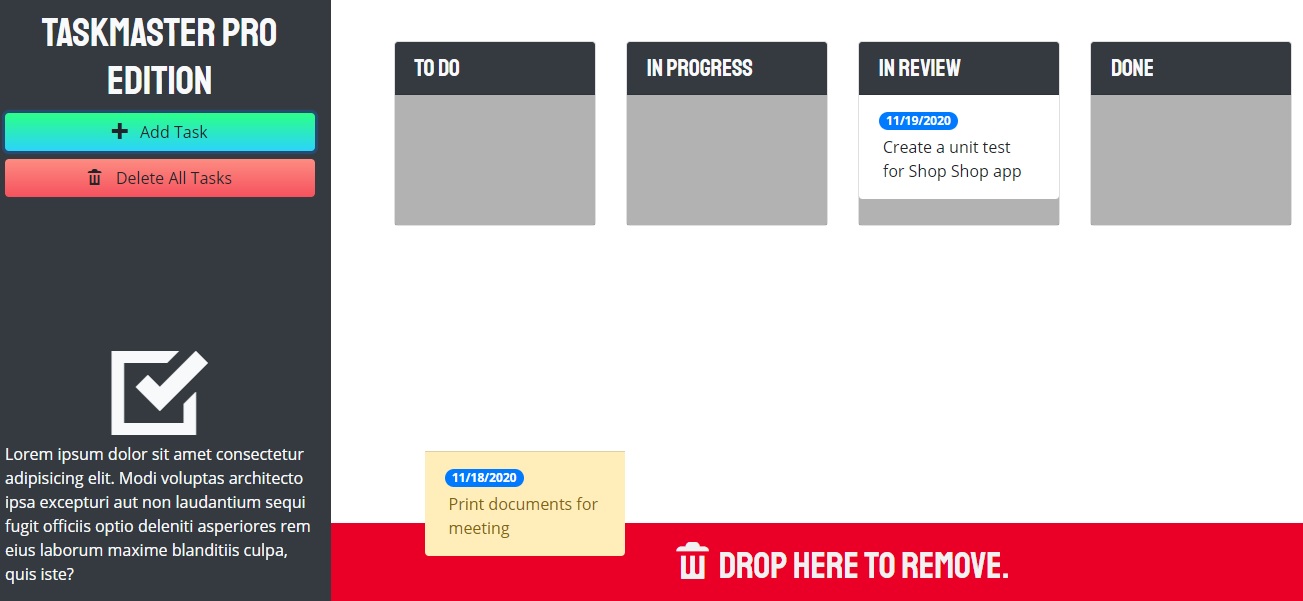 TASKMASTER PRO
EDITION
Add Task
Delete All Tasks
Lorem ipsum dolor sit amet consectetur
adipisicing elit. Modi voluptas architecto
ipsa excepturi aut non laudantium sequi
fugit officiis optio deleniti asperiores rem
eius laborum maxime blanditiis culpa,
quis iste?
TO DO
IN PROGRESS
IN REVIEW
11/19/2020
Create a unit test
for Shop Shop app
DONE
11/18/2020
Print documents for
meeting
DROP HERE TO REMOVE.